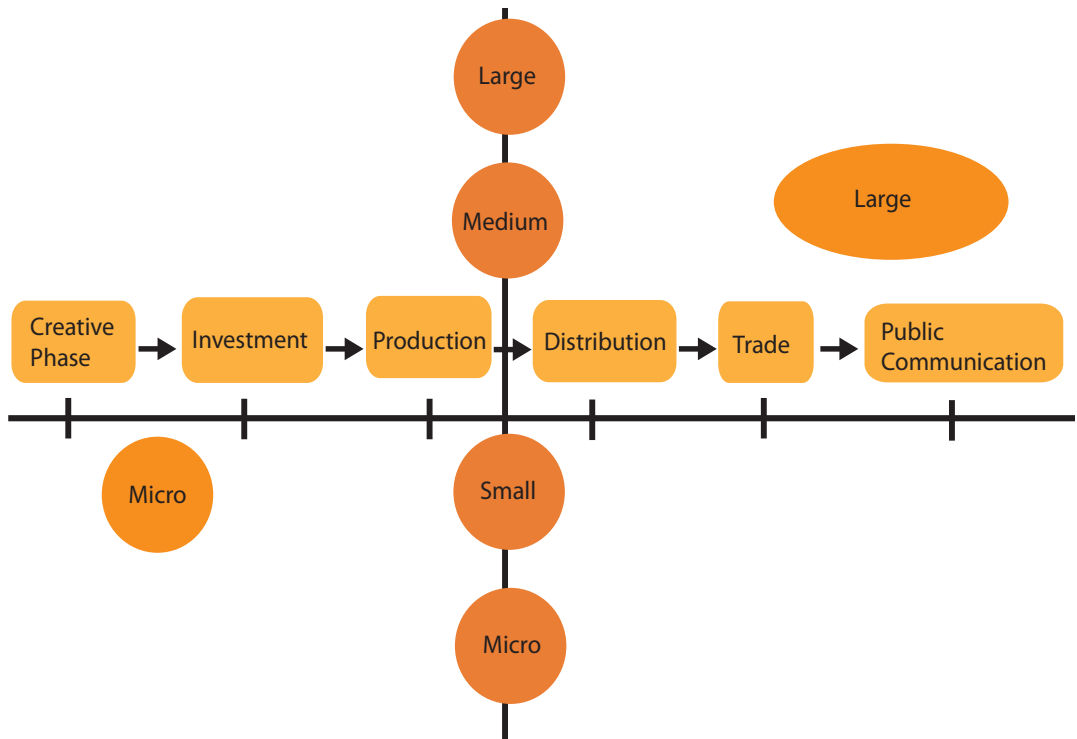 Large
Medium
Large
Creative
Phase
Investment
Production
Distribution
Trade
Public
Communication
Micro
Small
Micro